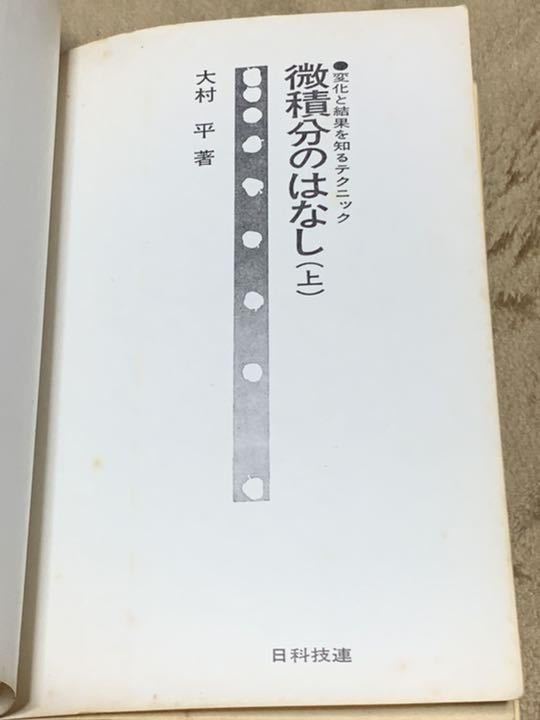 ●変化と結果を知るテクニック
微積分のはなし(上)
大村 平 著
日科技連